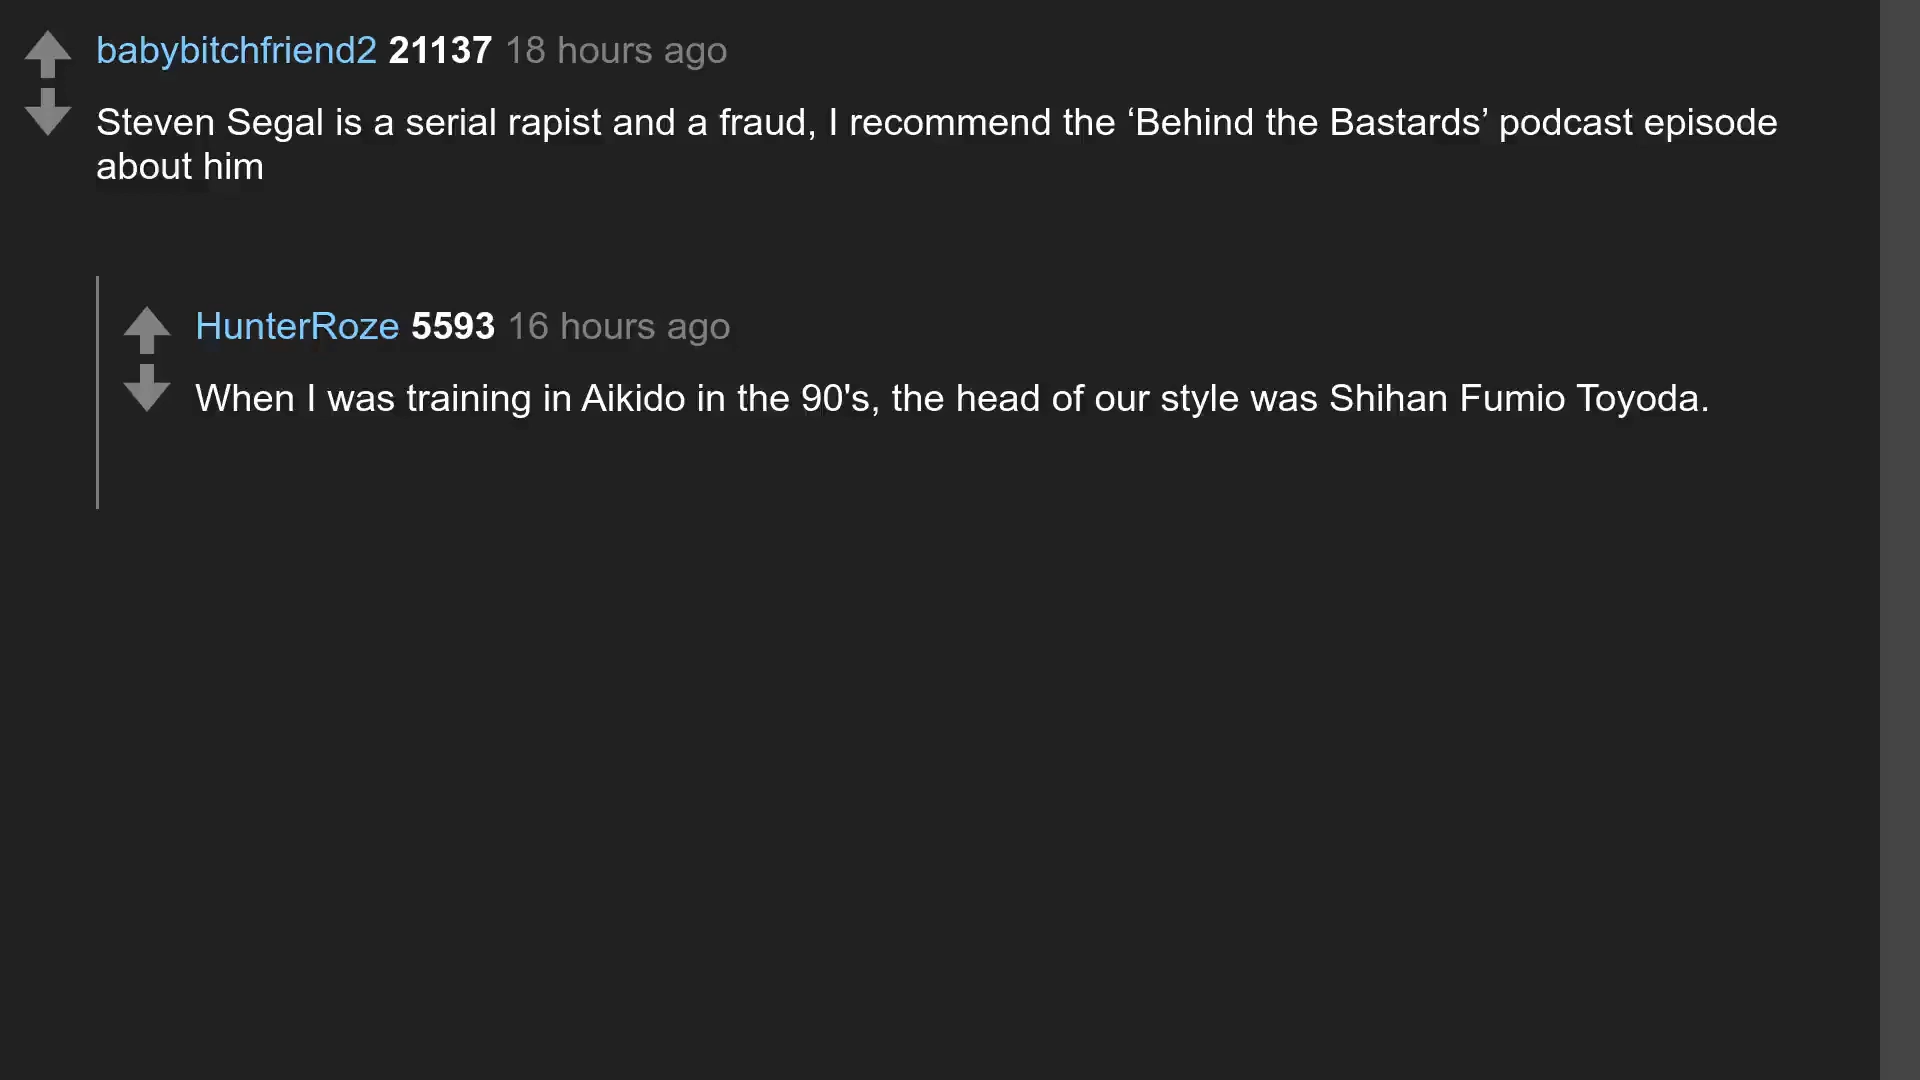 babybitchfriend2 21137 18 hours ago
Steven Segal is a serial rapist and a fraud, I recommend the ‘Behind the Bastards’ podcast episode
about him
HunterRoze 5593 16 hours ago
When I was training in Aikido in the 90's, the head of our style was Shihan Fumio Toyoda.